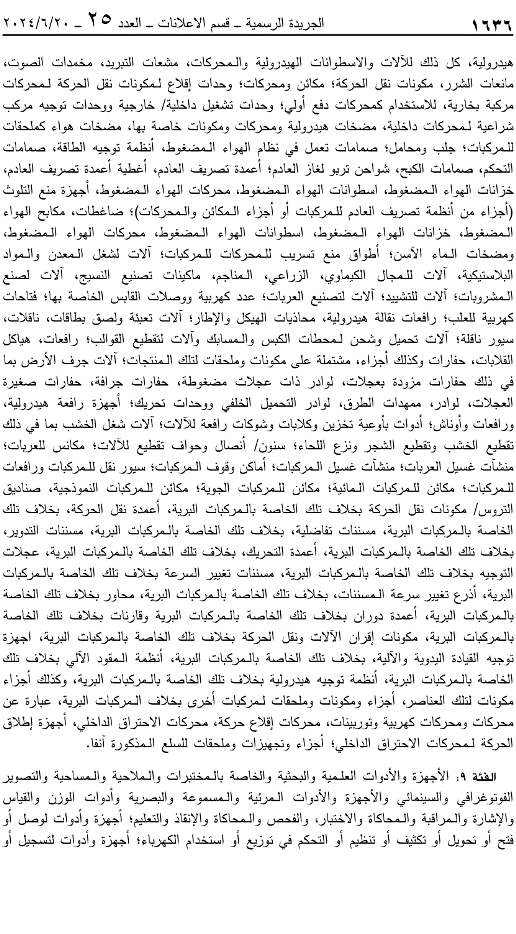 ١٦٣٦ الجريدة الرسمية – قسم الاعلانات – العدد ٢٥ – ٢٠٢٤/٦/٢٠
هيدرولية، كل ذلك للآلات والاسطوانات الهيدرولية والمحركات، مشعات التبريد، مخمدات الصوت،
مانعات الشرر، مكونات نقل الحركة؛ مكائن ومحركات؛ وحدات إقلاع لمكونات نقل الحركة لمحركات
مركبة بخارية، للاستخدام كمحركات دفع أولي؛ وحدات تشغيل داخلية/ خارجية ووحدات توجيه مركب
شراعية لمحركات داخلية، مضخات هيدرولية ومحركات ومكونات خاصة بها، مضخات هواء كملحقات
للمركبات؛ جلب ومحامل؛ صمامات تعمل في نظام الهواء المضغوط، أنظمة توجيه الطاقة، صمامات
التحكم، صمامات الكبح، شواحن تربو لغاز العادم؛ أعمدة تصريف العادم، أغطية أعمدة تصريف العادم،
خزانات الهواء المضغوط، اسطوانات الهواء المضغوط، محركات الهواء المضغوط، أجهزة منع التلوث
(أجزاء من أنظمة تصريف العادم للمركبات أو أجزاء المكائن والمحركات)؛ ضاغطات، مكابح الهواء
المضغوط، خزانات الهواء المضغوط، اسطوانات الهواء المضغوط، محركات الهواء المضغوط،
ومضخات الماء الآسن؛ أطواق منع تسريب للمحركات للمركبات؛ آلات لشغل المعدن والمواد
البلاستيكية، آلات للمجال الكيماوي، الزراعي، المناجم، ماكينات تصنيع النسيج، آلات لصنع
المشروبات؛ آلات للتشييد؛ آلات لتصنيع العربات؛ عدد كهربية ووصلات القابس الخاصة بها؛ فتاحات
كهربية للعلب؛ رافعات نقالة هيدرولية، محاذيات الهيكل والإطار؛ آلات تعبئة ولصق بطاقات، ناقلات،
سيور ناقلة؛ آلات تحميل وشحن لمحطات الكبس والمسابك وآلات لتقطيع القوالب؛ رافعات، هياكل
القلابات، حفارات وكذلك أجزاء، مشتملة على مكونات وملحقات لتلك المنتجات؛ آلات جرف الأرض بما
في ذلك حفارات مزودة بعجلات، لوادر ذات عجلات مضغوطة، حفارات جرافة، حفارات صغيرة
العجلات، لوادر، ممهدات الطرق، لوادر التحميل الخلفي ووحدات تحريك؛ أجهزة رافعة هيدرولية،
ورافعات وأوناش؛ أدوات بأوعية تخزين وكلابات وشوكات رافعة للآلات؛ آلات شغل الخشب بما في ذلك
تقطيع الخشب وتقطيع الشجر ونزع اللحاء؛ سنون/ أنصال وحواف تقطيع للآلات؛ مكانس للعربات؛
منشآت غسيل العربات؛ منشآت غسيل المركبات؛ أماكن وقوف المركبات؛ سيور نقل للمركبات ورافعات
للمركبات؛ مكائن للمركبات المائية؛ مكائن للمركبات الجوية؛ مكائن للمركبات النموذجية، صناديق
التروس/ مكونات نقل الحركة بخلاف تلك الخاصة بالمركبات البرية، أعمدة نقل الحركة، بخلاف تلك
الخاصة بالمركبات البرية، مسننات تفاضلية، بخلاف تلك الخاصة بالمركبات البرية، مسننات التدوير،
بخلاف تلك الخاصة بالمركبات البرية، أعمدة التحريك، بخلاف تلك الخاصة بالمركبات البرية، عجلات
التوجيه بخلاف تلك الخاصة بالمركبات البرية، مسننات تغيير السرعة بخلاف تلك الخاصة بالمركبات
البرية، أذرع تغيير سرعة المسننات، بخلاف تلك الخاصة بالمركبات البرية، محاور بخلاف تلك الخاصة
بالمركبات البرية، أعمدة دوران بخلاف تلك الخاصة بالمركبات البرية وقارنات بخلاف تلك الخاصة
بالمركبات البرية، مكونات إقران الآلات ونقل الحركة بخلاف تلك الخاصة بالمركبات البرية، اجهزة
توجيه القيادة اليدوية والآلية، بخلاف تلك الخاصة بالمركبات البرية، أنظمة المقود الآلي بخلاف تلك
الخاصة بالمركبات البرية، أنظمة توجيه هيدرولية بخلاف تلك الخاصة بالمركبات البرية، وكذلك أجزاء
مكونات لتلك العناصر، أجزاء ومكونات وملحقات لمركبات أخرى بخلاف المركبات البرية، عبارة عن
محركات ومحركات كهربية وتوربينات، محركات إقلاع حركة، محركات الاحتراق الداخلي، أجهزة إطلاق
الحركة لمحركات الاحتراق الداخلي؛ أجزاء وتجهيزات وملحقات للسلع المذكورة آنفا.
الفئة ٩: الأجهزة والأدوات العلمية والبحثية والخاصة بالمختبرات والملاحية والمساحية والتصوير
الفوتوغرافي والسينمائي والأجهزة والأدوات المرئية والمسموعة والبصرية وأدوات الوزن والقياس
والإشارة والمراقبة والمحاكاة والاختبار، والفحص والمحاكاة والإنقاذ والتعليم؛ أجهزة وأدوات لوصل أو
فتح أو تحويل أو تكثيف أو تنظيم أو التحكم في توزيع أو استخدام الكهرباء؛ أجهزة وأدوات لتسجيل أو